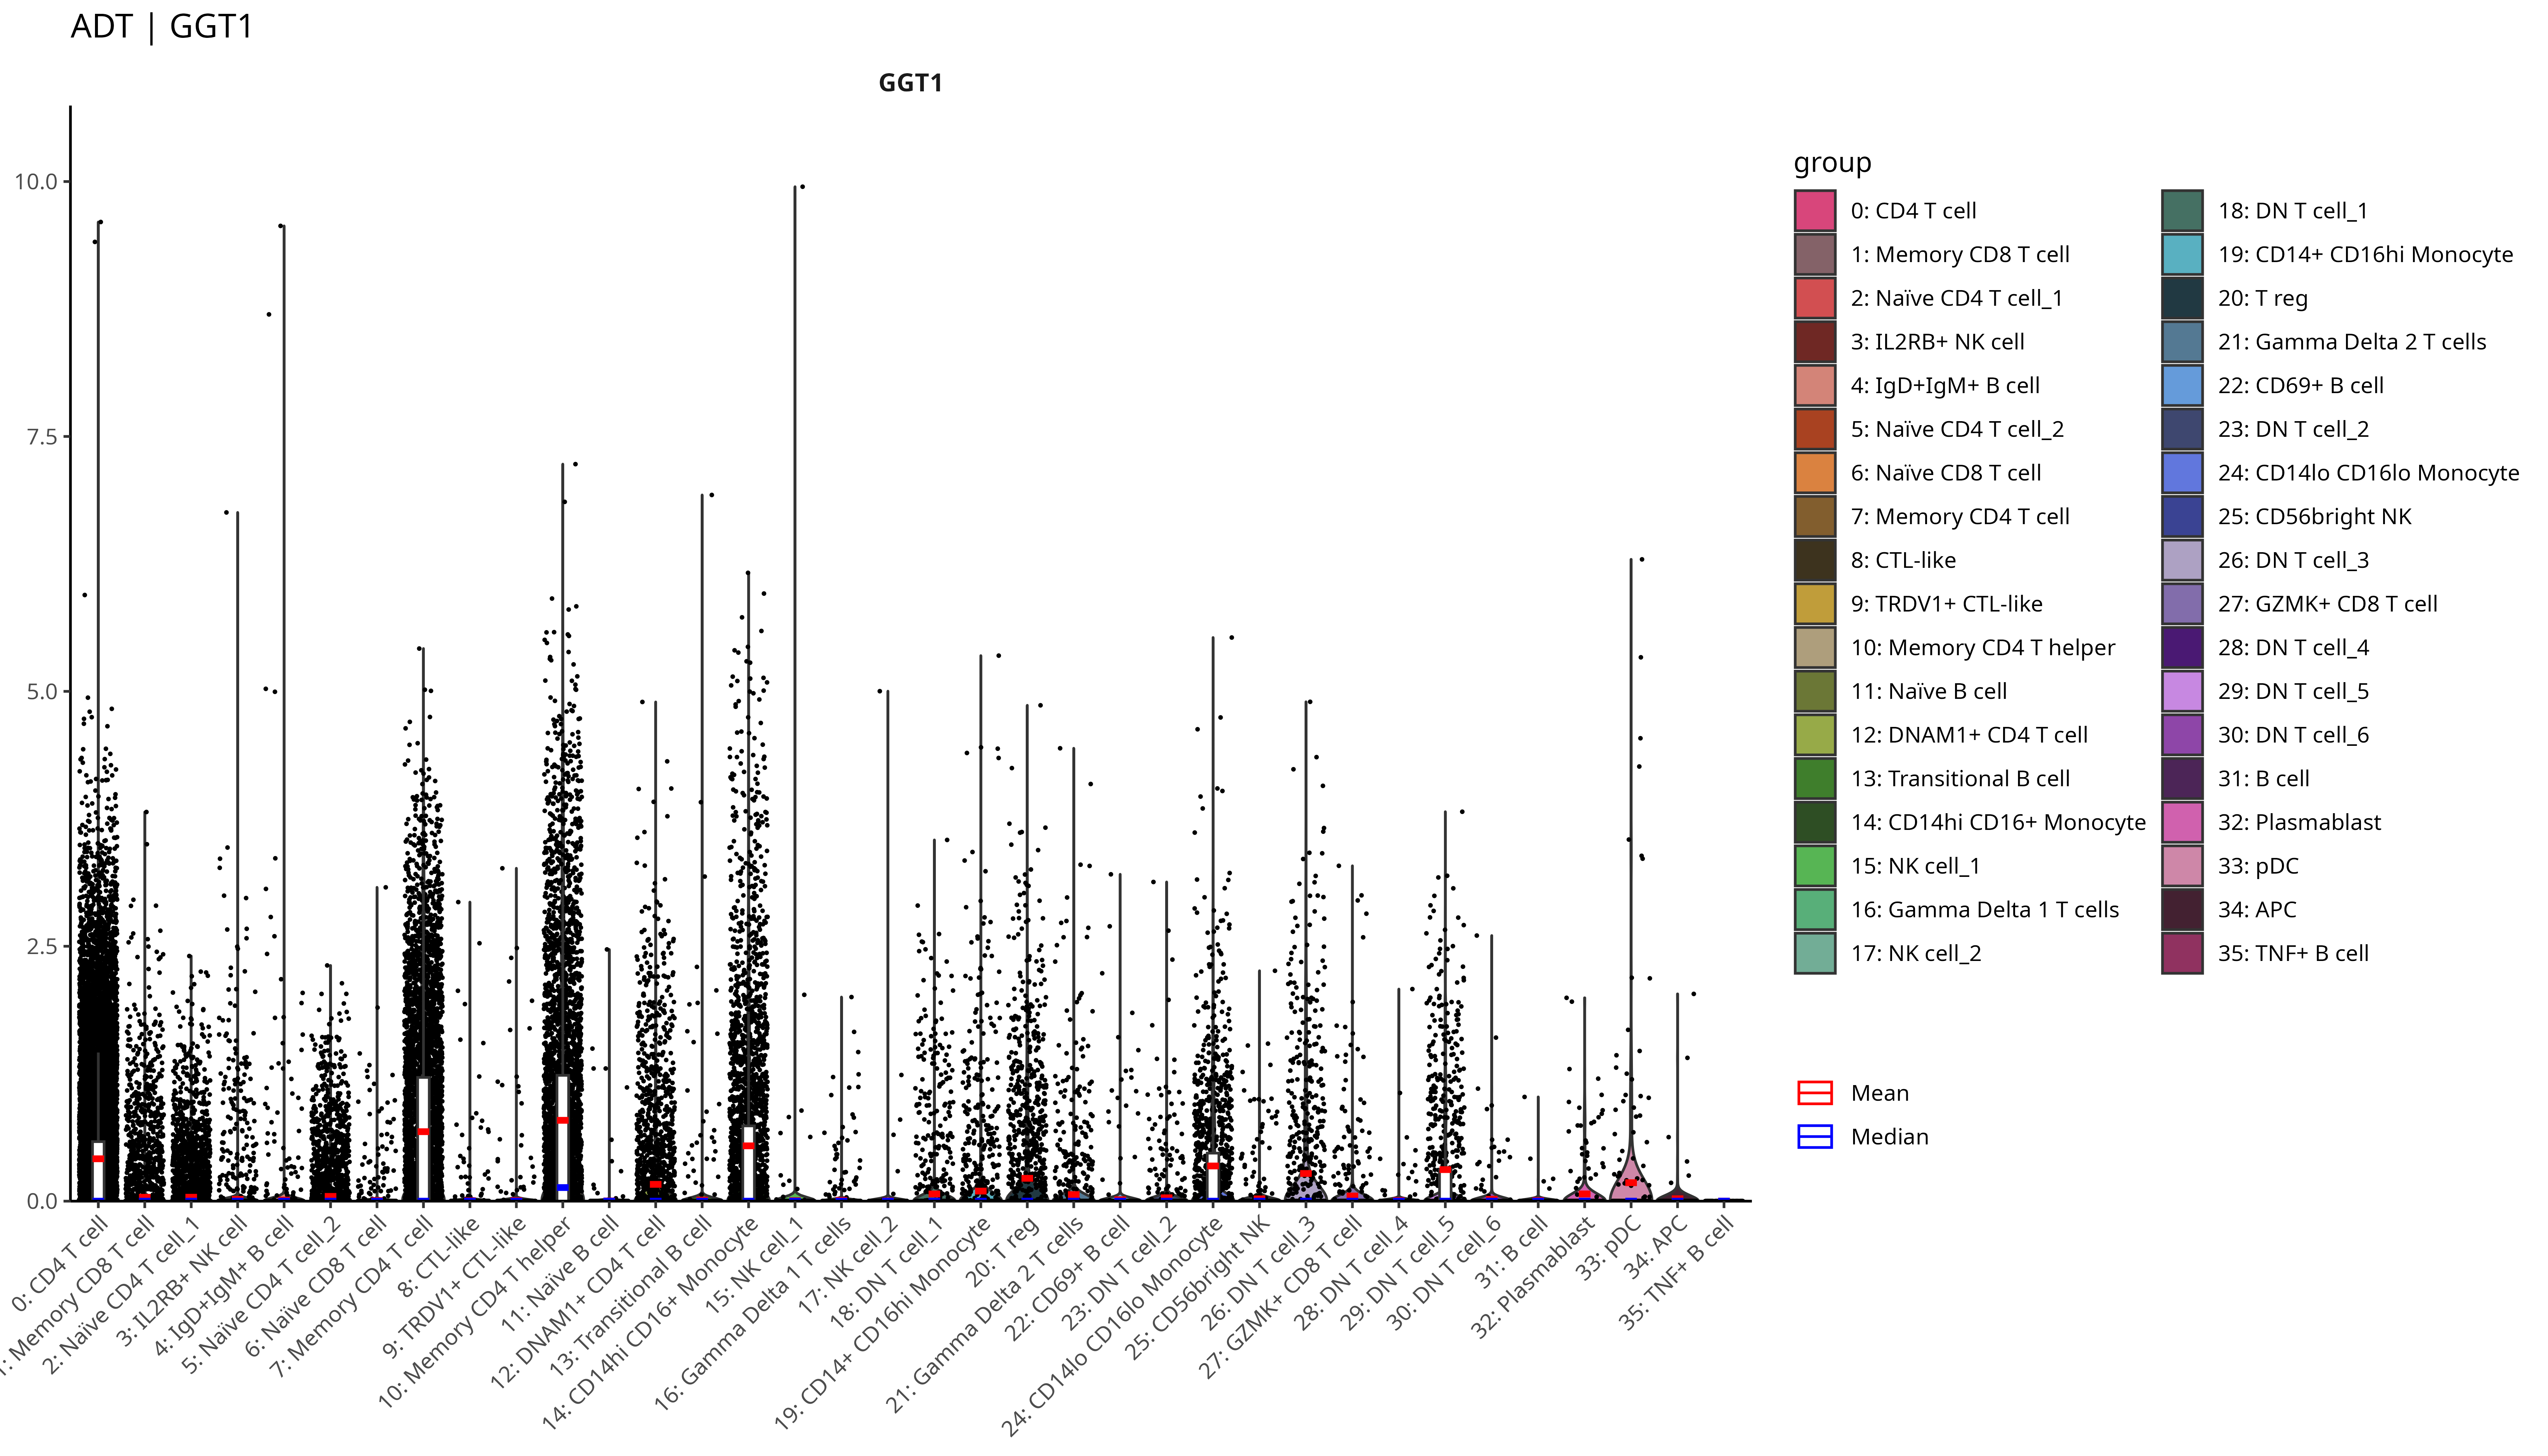 ADT | GGT1
GGT1
10.0
7.5
5.0
2.5
0.0
0: CD4 T cell
1: Memory CD8 T cell
2: Naïve CD4 T cell_1
3: IL2RB+ NK cell
4: IgD+IgM+ B cell
5: Naïve CD4 T cell_2
6: Naïve CD8 T cell
7: Memory CD4 T cell
8: CTL-like
9: TRDV1+ CTL-like
10: Memory CD4 T helper
11: Naïve B cell
12: DNAM1+ CD4 T cell
13: Transitional B cell
14: CD14hi CD16+ Monocyte
15: NK cell_1
16: Gamma Delta 1 T cells
17: NK cell_2
18: DN T cell_1
19: CD14+ CD16hi Monocyte
20: T reg
21: Gamma Delta 2 T cells
22: CD69+ B cell
23: DN T cell_2
24: CD14lo CD16lo Monocyte
25: CD56bright NK
26: DN T cell_3
27: GZMK+ CD8 T cell
28: DN T cell_4
29: DN T cell_5
30: DN T cell_6
31: B cell
32: Plasmablast
33: pDC
34: APC
35: TNF+ B cell
group
0: CD4 T cell
1: Memory CD8 T cell
2: Naïve CD4 T cell_1
3: IL2RB+ NK cell
4: IgD+IgM+ B cell
5: Naïve CD4 T cell_2
6: Naïve CD8 T cell
7: Memory CD4 T cell
8: CTL-like
9: TRDV1+ CTL-like
10: Memory CD4 T helper
11: Naïve B cell
12: DNAM1+ CD4 T cell
13: Transitional B cell
14: CD14hi CD16+ Monocyte
15: NK cell_1
16: Gamma Delta 1 T cells
17: NK cell_2
18: DN T cell_1
19: CD14+ CD16hi Monocyte
20: T reg
21: Gamma Delta 2 T cells
22: CD69+ B cell
23: DN T cell_2
24: CD14lo CD16lo Monocyte
25: CD56bright NK
26: DN T cell_3
27: GZMK+ CD8 T cell
28: DN T cell_4
29: DN T cell_5
30: DN T cell_6
31: B cell
32: Plasmablast
33: pDC
34: APC
35: TNF+ B cell
Mean
Median